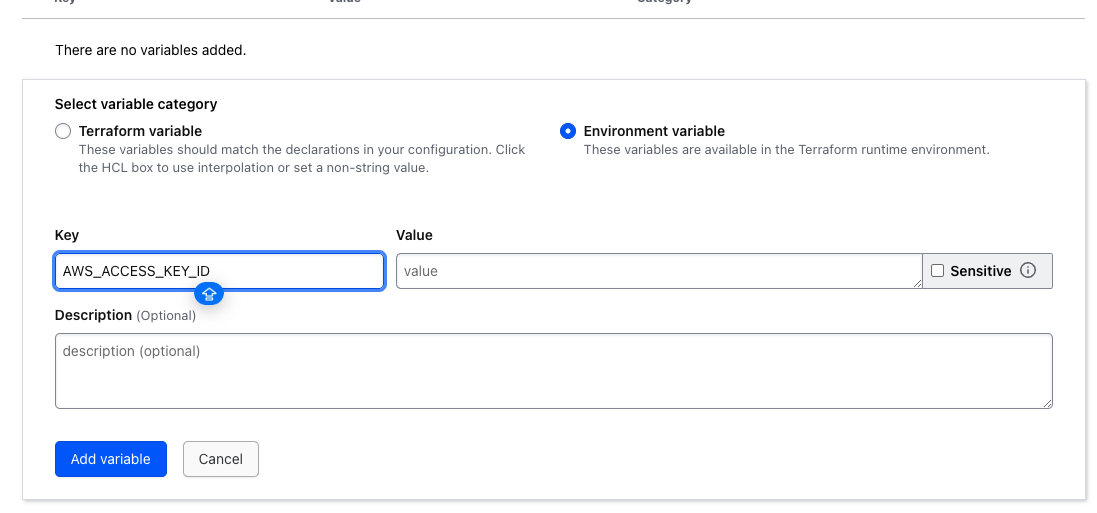 Key Value Category
There are no variables added.
Select variable category
Terraform variable
These variables should match the declarations in your configuration. Click
the HCL box to use interpolation or set a non-string value.
Environment variable
These variables are available in the Terraform runtime environment.
Key
AWS_ACCESS_KEY_ID
Value
value
Sensitive
Description (Optional)
description (optional)
Add variable
Cancel